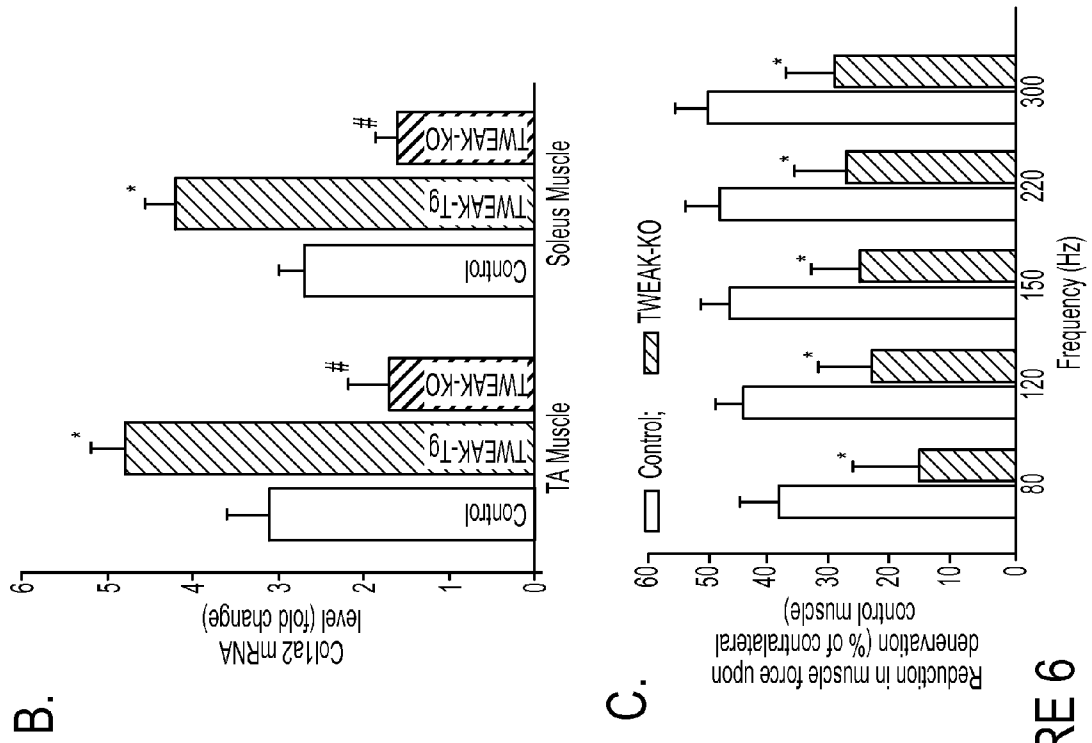 B.
Col1a2 mRNA
level (fold change)
6
5
4
3
2
1
0
Control
TWEAK-Tg
*
TWEAK-KO
#
TA Muscle
Control
TWEAK-Tg
*
TWEAK-KO
#
Soleus Muscle
C.
Reduction in muscle force upon
denervation (% of contralateral
control muscle)
Control; TWEAK-KO
60
50
40
30
20
10
0
* * * * *
80 120 150 220 300
Frequency (Hz)
RE 6